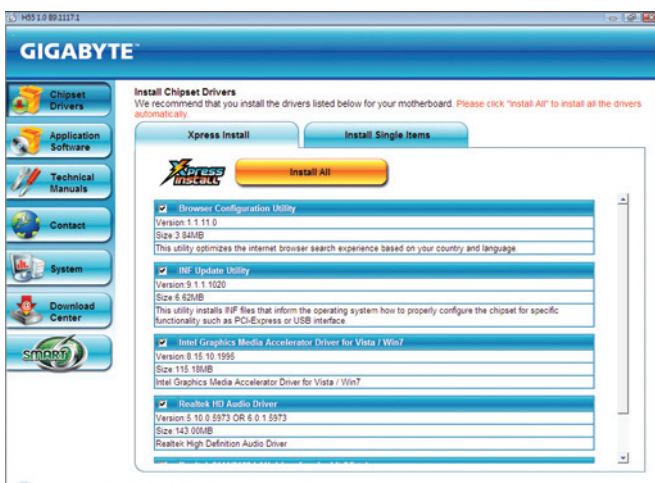 H55 1.0 B9.1117.1
GIGABYTE™
Chipset
Drivers
Application
Software
Technical
Manuals
Contact
System
Download
Center
SMART
Install Chipset Drivers
We recommend that you install the drivers listed below for your motherboard. Please click "Install All" to install all the drivers
automatically.
Xpress Install
Install Single Items
Xpress
INSTALL
Install All
Browser Configuration Utility
Version:1.1.11.0
Size:3.84MB
This utility optimizes the internet browser search experience based on your country and language
INF Update Utility
Version:9.1.1.1020
Size:6.62MB
This utility installs INF files that inform the operating system how to properly configure the chipset for specific
functionality such as PCI-Express or USB interface.
Intel Graphics Media Accelerator Driver for Vista / Win7
Version:8.15.10.1995
Size:115.18MB
Intel Graphics Media Accelerator Driver for Vista / Win7
Realtek HD Audio Driver
Version:5.10.0.5973 OR 6.0.1.5973
Size:143.00MB
Realtek High Definition Audio Driver